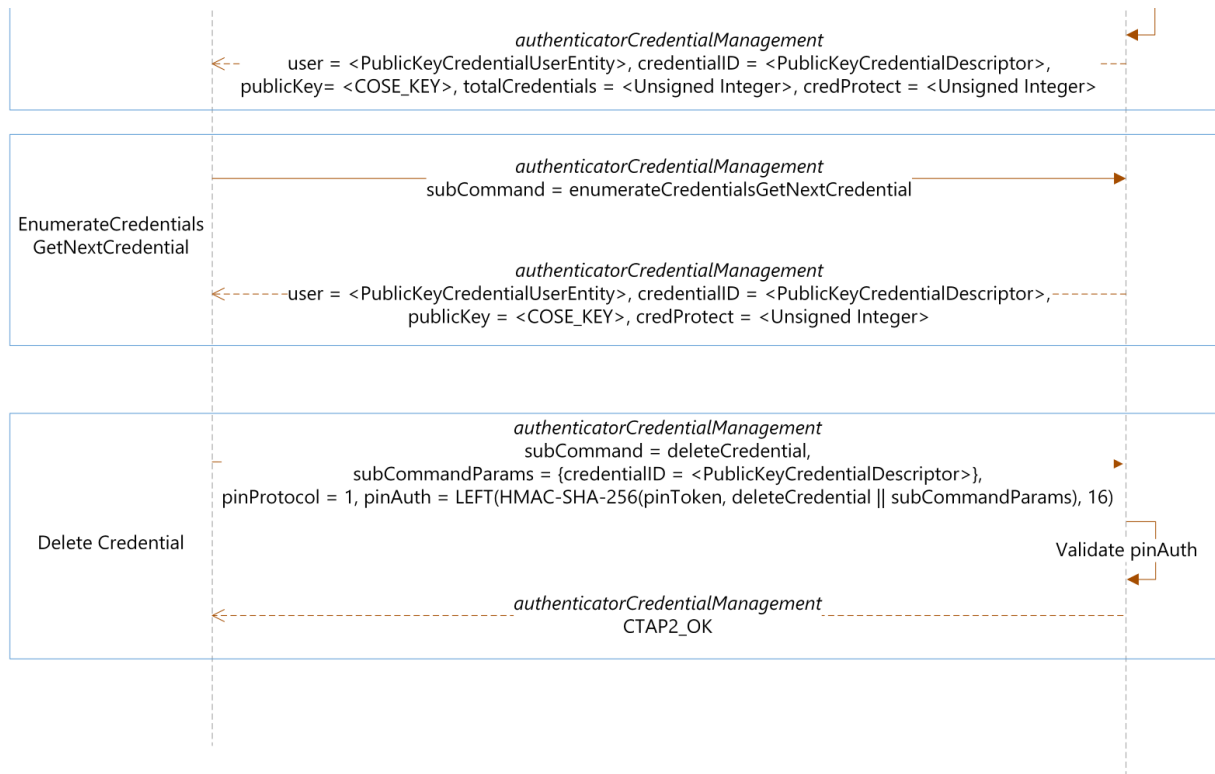 authenticatorCredentialManagement
user = <PublicKeyCredentialUserEntity>, credentialID = <PublicKeyCredentialDescriptor>,
publicKey= <COSE_KEY>, totalCredentials = <Unsigned Integer>, credProtect = <Unsigned Integer>
EnumerateCredentials
GetNextCredential
authenticatorCredentialManagement
subCommand = enumerateCredentialsGetNextCredential
authenticatorCredentialManagement
user = <PublicKeyCredentialUserEntity>, credentialID = <PublicKeyCredentialDescriptor>,
publicKey = <COSE_KEY>, credProtect = <Unsigned Integer>
Delete Credential
authenticatorCredentialManagement
subCommand = deleteCredential,
subCommandParams = {credentialID = <PublicKeyCredentialDescriptor>},
pinProtocol = 1, pinAuth = LEFT(HMAC-SHA-256(pinToken, deleteCredential || subCommandParams), 16)
Validate pinAuth
authenticatorCredentialManagement
CTAP2_OK